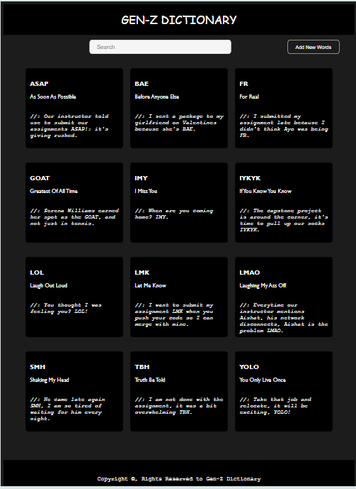 GEN-Z DICTIONARY
Search
Add New Words
ASAP
As Soon As Possible
//: Our instructor told
use to submit our
assignments ASAP!; it's
giving rushed.
BAE
Before Anyone Else
//: I sent a package to my
girlfriend on Valentines
because she's BAE.
FR
For Real
//: I submitted my
assignment late because I
didn't think Ayo was being
FR.
GOAT
Greatest Of All Time
//: Serena Williams earned
her spot as the GOAT, and
not just in tennis.
IMY
I Miss You
//: When are you coming
home? IMY.
IYKYK
If You Know You Know
//: The capstone project
is around the corner, it's
time to pull up our socks
IYKYK.
LOL
Laugh Out Loud
//: You thought I was
feeling you? LOL!
LMK
Let Me Know
//: I want to submit my
assignment LMK when you
push your code so I can
merge with mine.
LMAO
Laughing My Ass Off
//: Everytime our
instructor mentions
Aishat, his network
disconnects, Aishat is the
problem LMAO.
SMH
Shaking My Head
//: He came late again
SMH, I am so tired of
waiting for him every
night.
TBH
Truth Be Told
//: I am not done with the
assignment, it was a bit
overwhelming TBH.
YOLO
You Only Live Once
//: Take that job and
relocate, it will be
exciting, YOLO!
Copyright ©, Rights Reserved to Gen-Z Dictionary